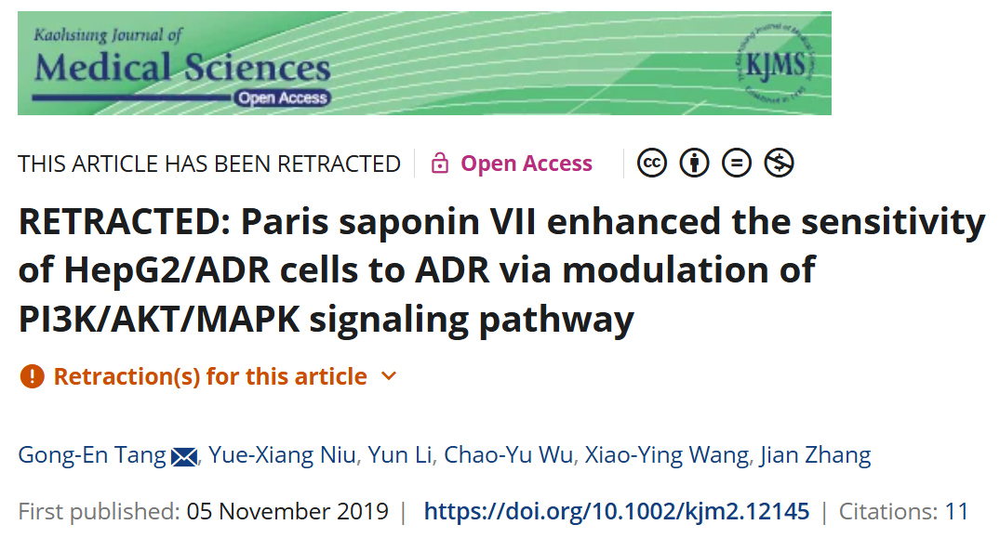 Kaohsiung Journal of
Medical Sciences
Open Access
KJMS
THIS ARTICLE HAS BEEN RETRACTED
Open Access
cc
RETRACTED: Paris saponin VII enhanced the sensitivity
of HepG2/ADR cells to ADR via modulation of
PI3K/AKT/MAPK signaling pathway
Retraction(s) for this article
Gong-En Tang, Yue-Xiang Niu, Yun Li, Chao-Yu Wu, Xiao-Ying Wang, Jian Zhang
First published: 05 November 2019 | https://doi.org/10.1002/kjm2.12145 | Citations: 11